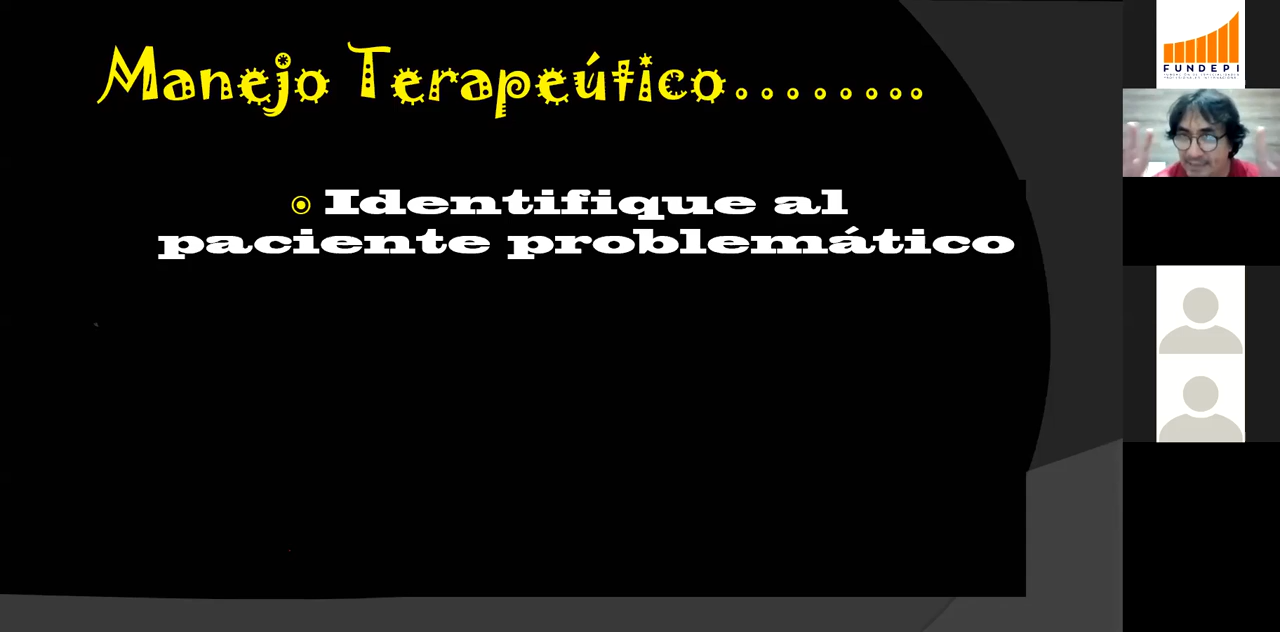 Manejo Terapeútico........
Identifique al
paciente problemático
FUNDEPI